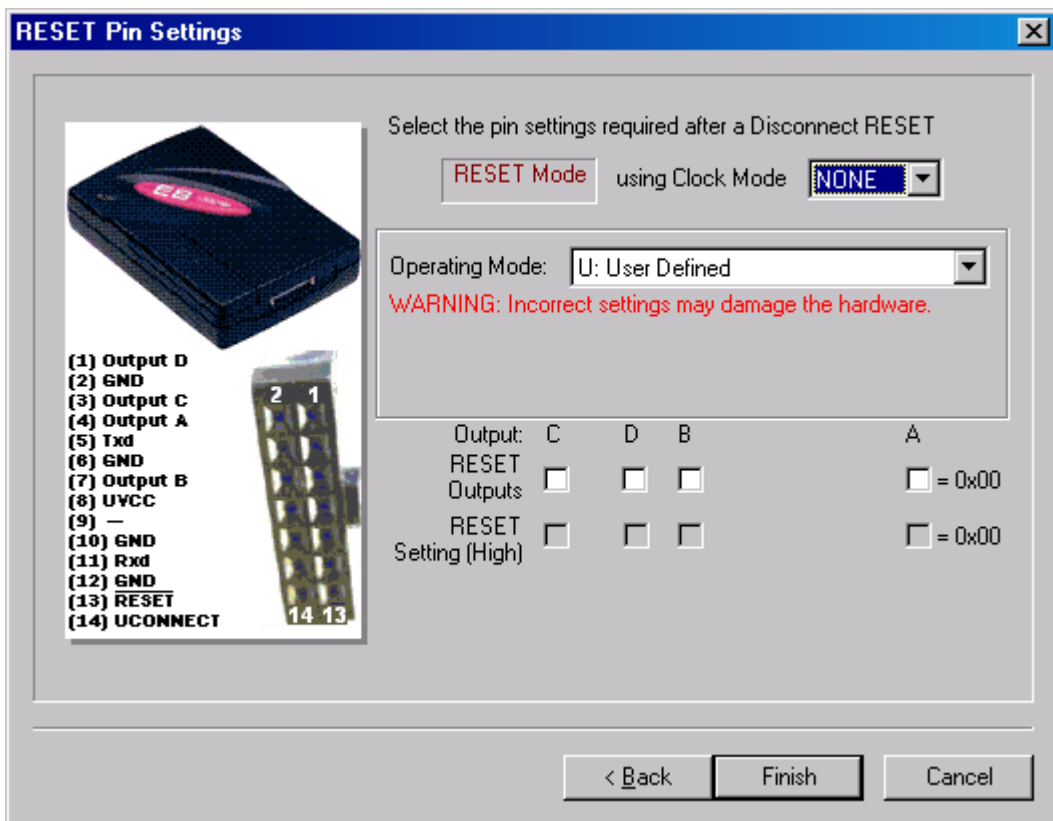 RESET Pin Settings
Select the pin settings required after a Disconnect RESET
RESET Mode using Clock Mode NONE
Operating Mode: U: User Defined
WARNING: Incorrect settings may damage the hardware.
E8
(1) Output D
(2) GND
(3) Output C
(4) Output A
(5) Txd
(6) GND
(7) Output B
(8) UVCC
(9) —
(10) GND
(11) Rxd
(12) GND
(13) RESET
(14) UCONNECT
2 1
14 13
Output: C D B A
RESET
Outputs = 0x00
RESET
Setting (High) = 0x00
< Back Finish Cancel